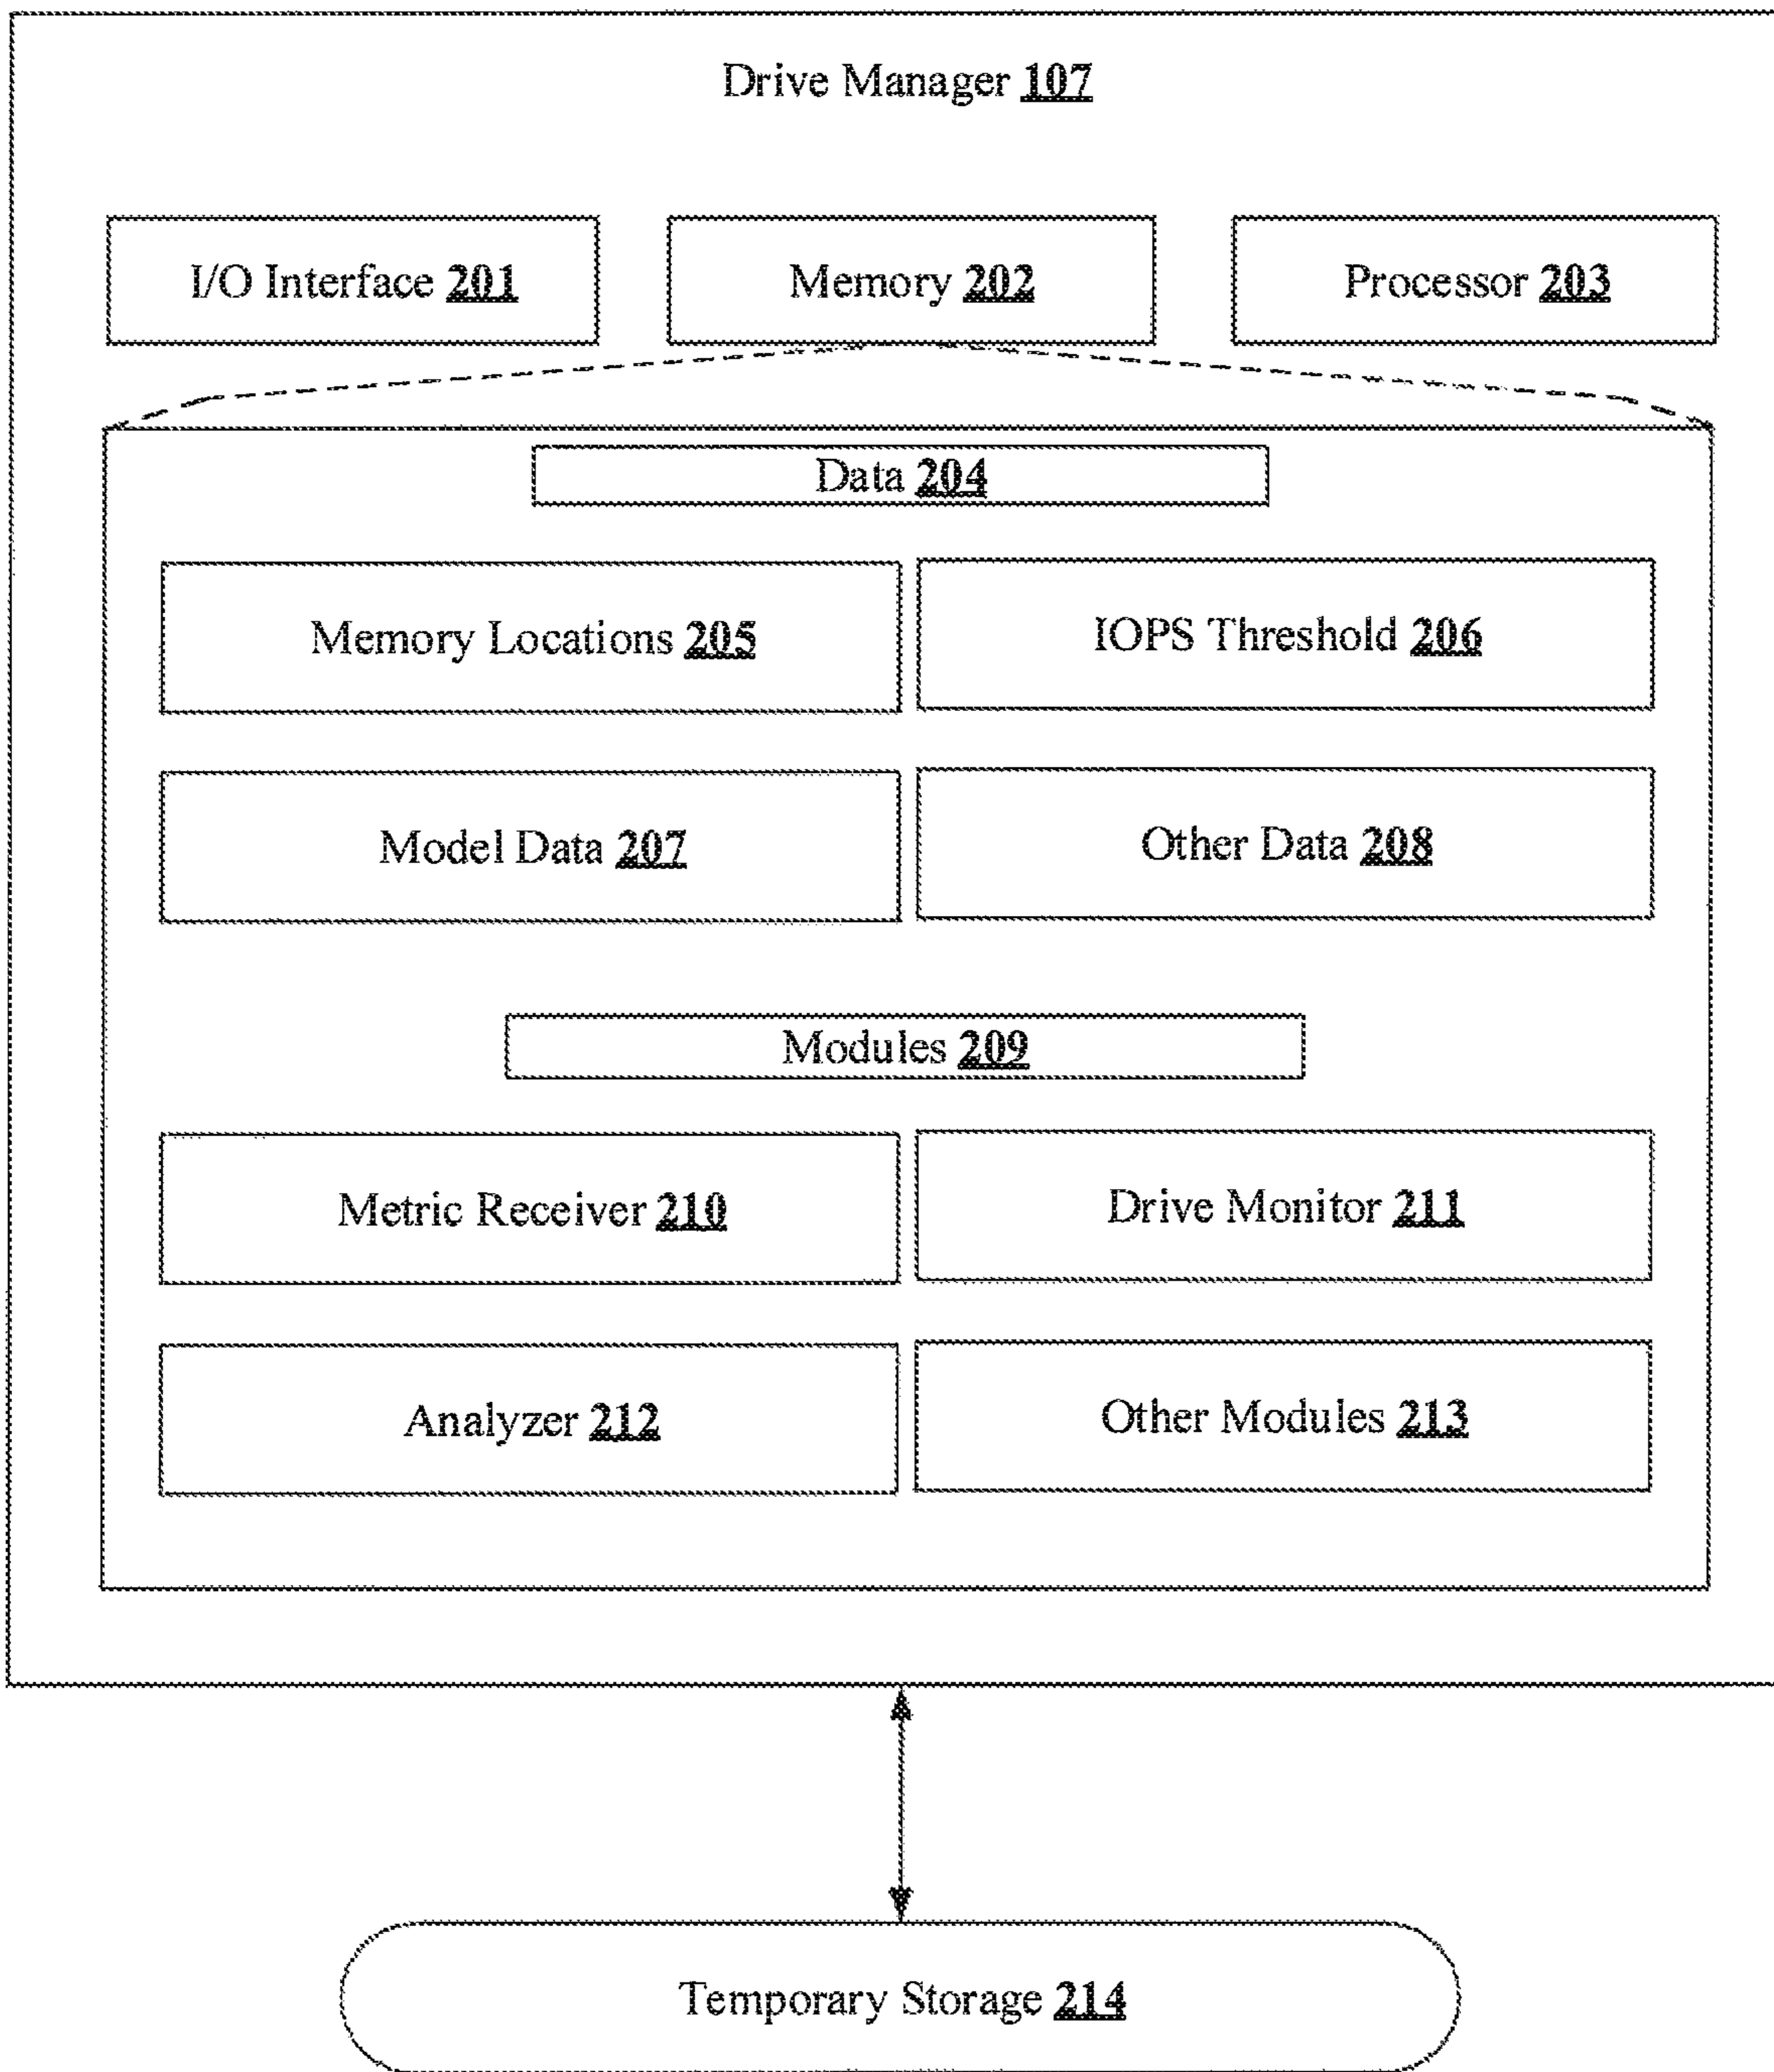 Drive Manager 107
I/O Interface 201
Memory 202
Processor 203
Data 204
Memory Locations 205
IOPS Threshold 206
Model Data 207
Other Data 208
Modules 209
Metric Receiver 210
Drive Monitor 211
Analyzer 212
Other Modules 213
Temporary Storage 214